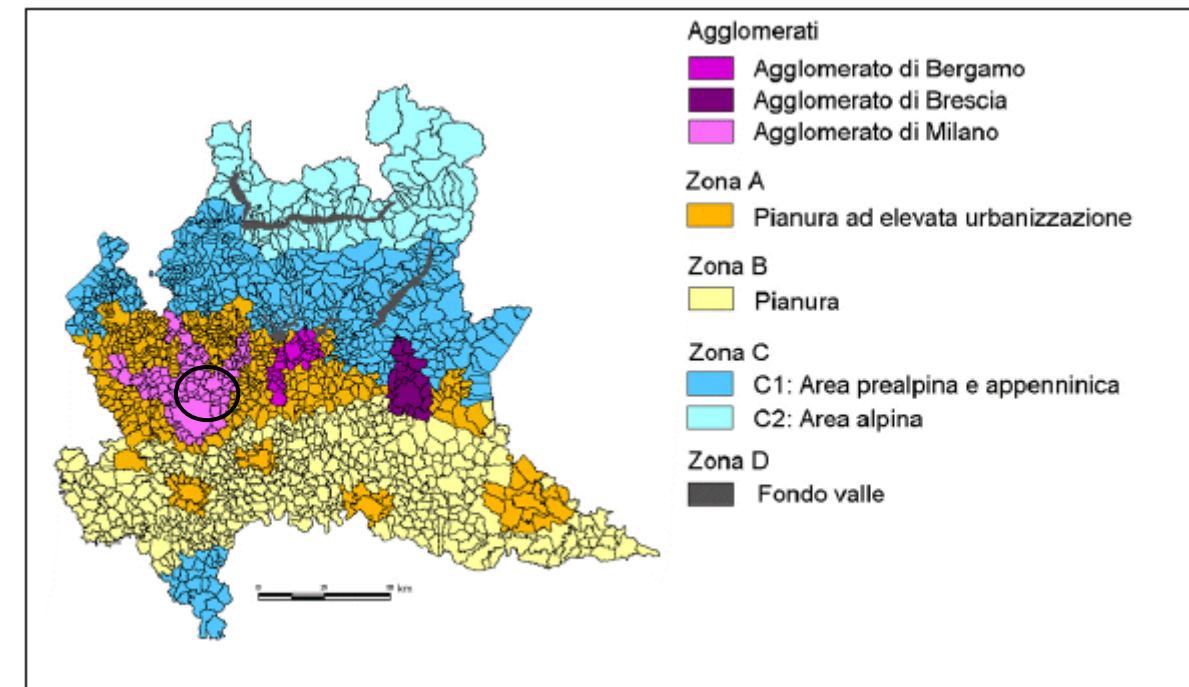 Agglomerati
Agglomerato di Bergamo
Agglomerato di Brescia
Agglomerato di Milano
Zona A
Pianura ad elevata urbanizzazione
Zona B
Pianura
Zona C
C1: Area prealpina e appenninica
C2: Area alpina
Zona D
Fondo valle
km